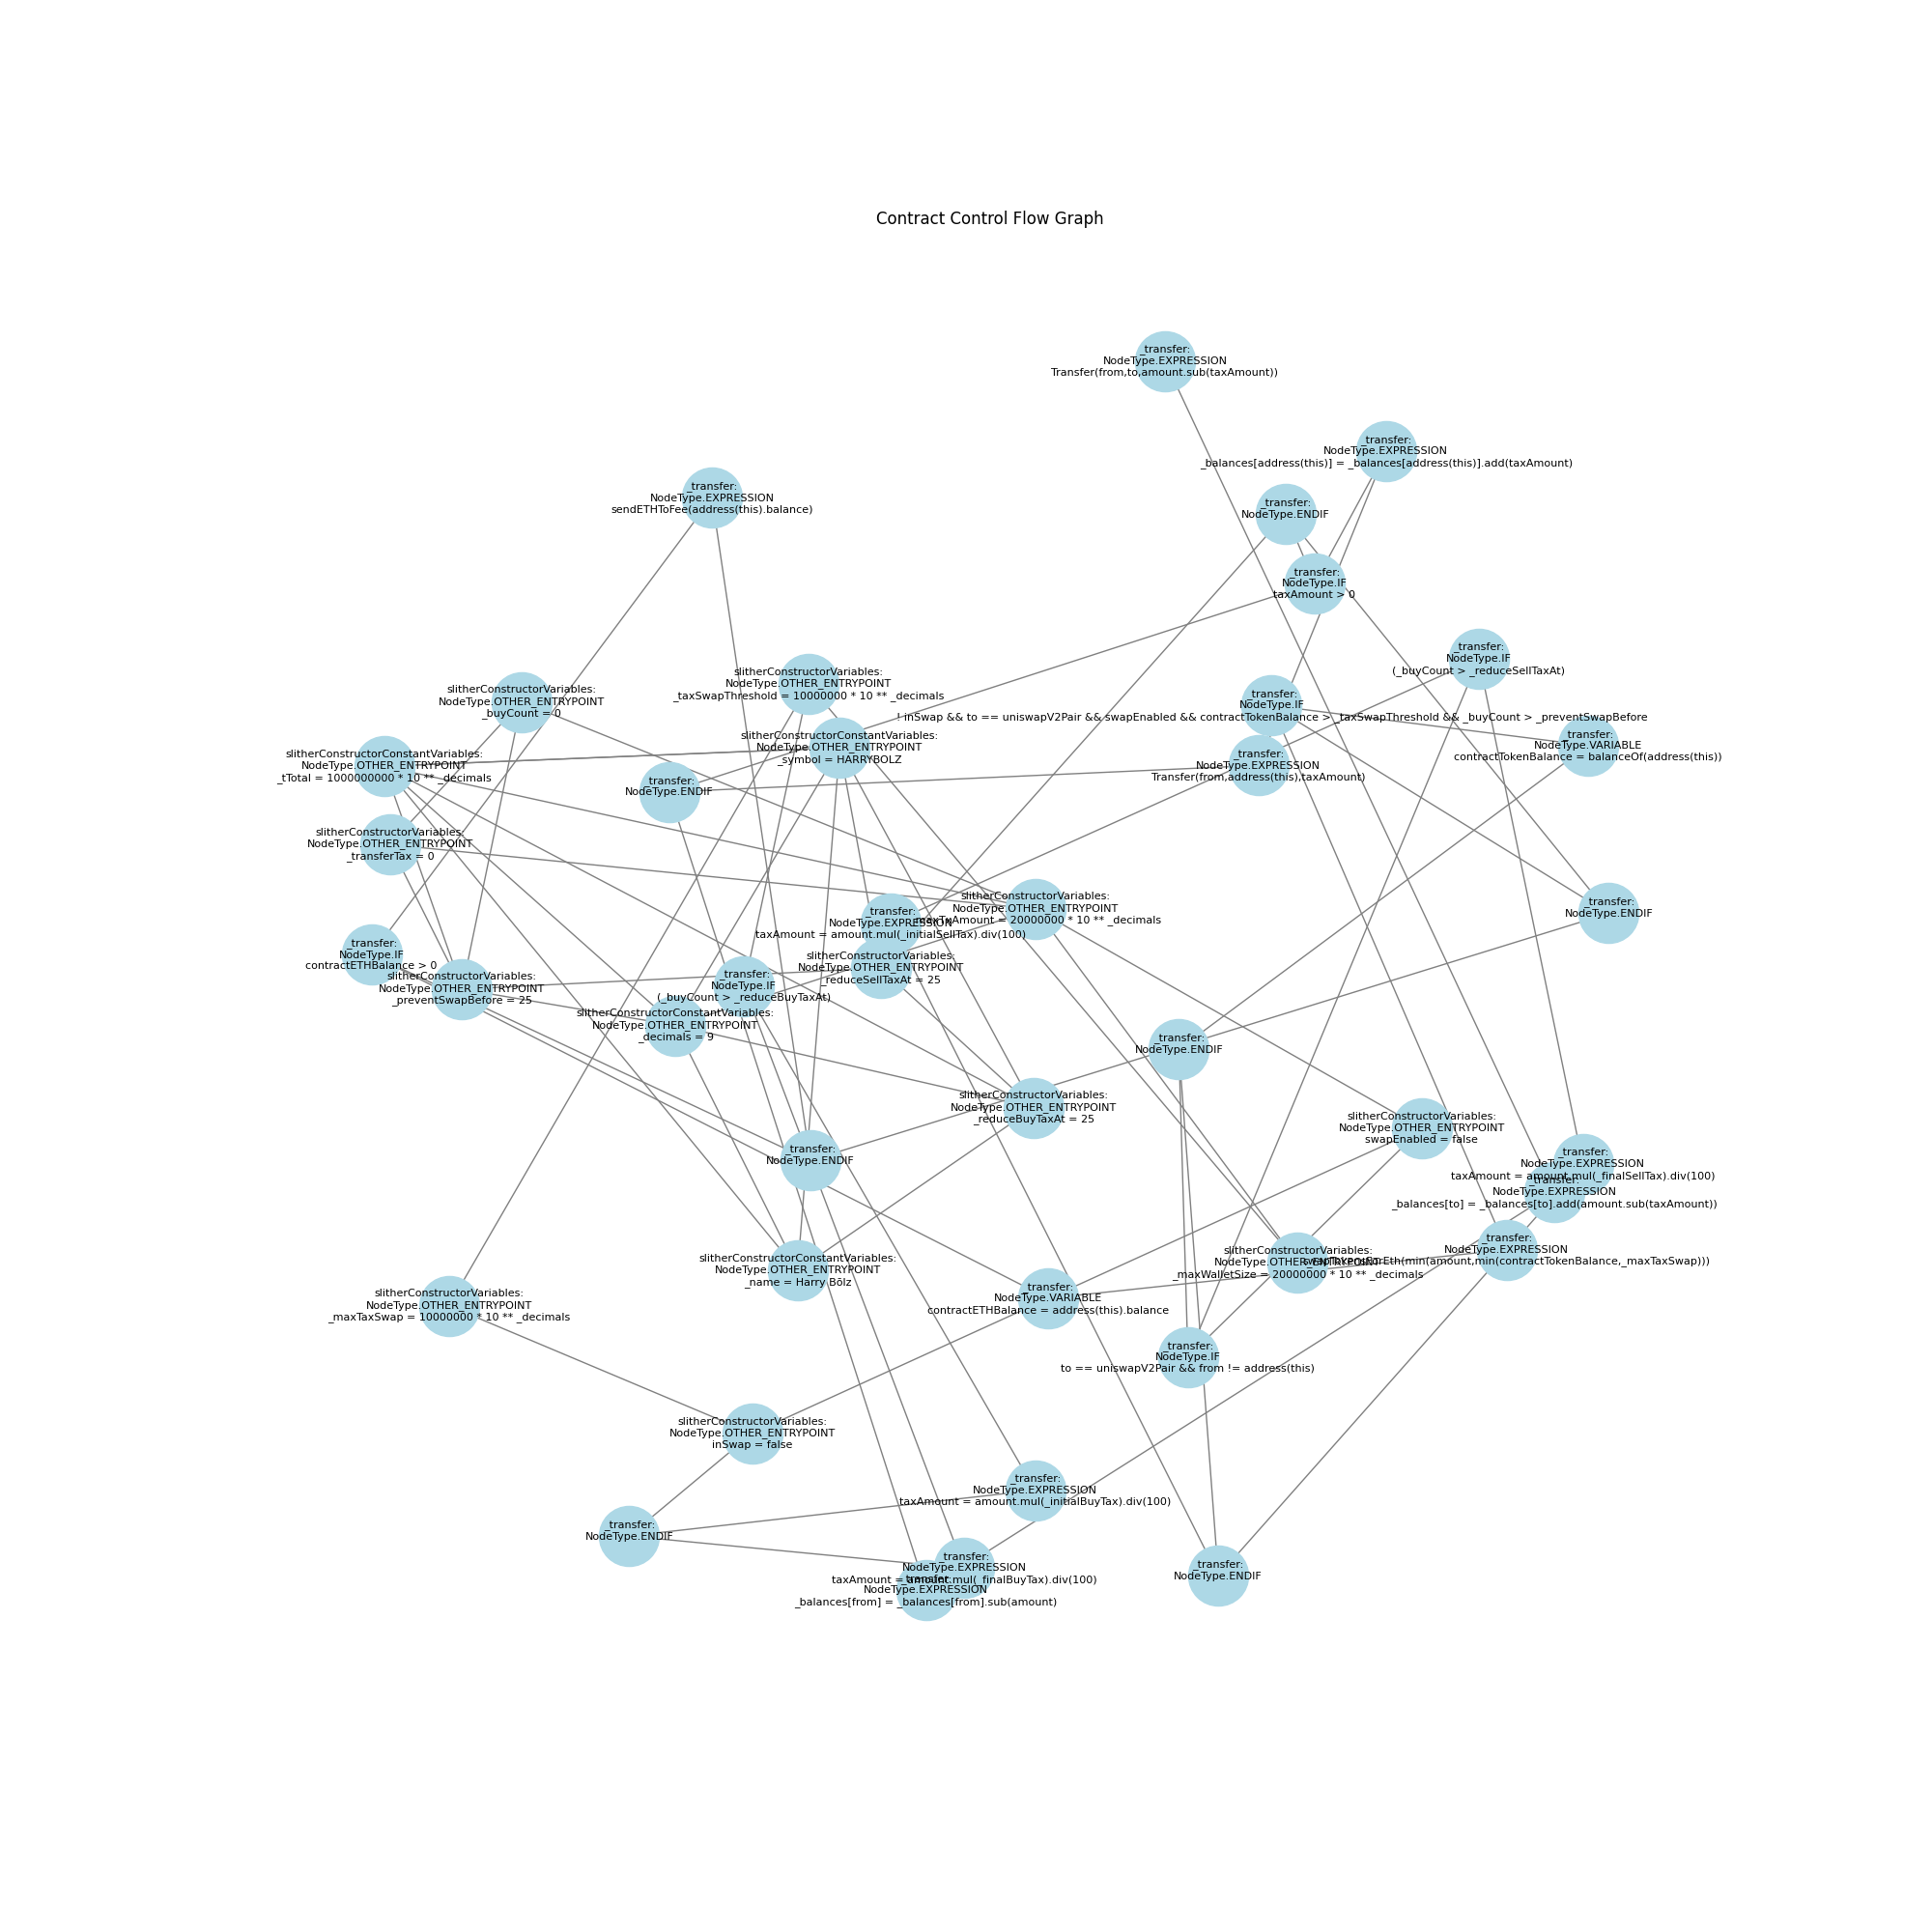 Contract Control Flow Graph
_transfer:
NodeType.EXPRESSION
Transfer(from,to,amount.sub(taxAmount))
_transfer:
NodeType.EXPRESSION
_balances[address(this)] = _balances[address(this)].add(taxAmount)
_transfer:
NodeType.EXPRESSION
sendETHToFee(address(this).balance)
_transfer:
NodeType.ENDIF
_transfer:
NodeType.IF
taxAmount > 0
_transfer:
NodeType.IF
(_buyCount > _reduceSellTaxAt)
slitherConstructorVariables:
NodeType.OTHER_ENTRYPOINT
_taxSwapThreshold = 10000000 * 10 ** _decimals
slitherConstructorVariables:
NodeType.OTHER_ENTRYPOINT
_buyCount = 0
_transfer:
NodeType.IF
! inSwap && to == uniswapV2Pair && swapEnabled && contractTokenBalance > _taxSwapThreshold && _buyCount > _preventSwapBefore
slitherConstructorConstantVariables:
NodeType.OTHER_ENTRYPOINT
_symbol = HARRYBOLZ
_transfer:
NodeType.VARIABLE
contractTokenBalance = balanceOf(address(this))
slitherConstructorConstantVariables:
NodeType.OTHER_ENTRYPOINT
_tTotal = 1000000000 * 10 ** _decimals
_transfer:
NodeType.EXPRESSION
Transfer(from,address(this),taxAmount)
_transfer:
NodeType.ENDIF
slitherConstructorVariables:
NodeType.OTHER_ENTRYPOINT
_transferTax = 0
slitherConstructorVariables:
NodeType.OTHER_ENTRYPOINT
_maxTxAmount = 20000000 * 10 ** _decimals
_transfer:
NodeType.ENDIF
_transfer:
NodeType.EXPRESSION
taxAmount = amount.mul(_initialSellTax).div(100)
_transfer:
NodeType.IF
contractETHBalance > 0
slitherConstructorVariables:
NodeType.OTHER_ENTRYPOINT
_reduceSellTaxAt = 25
slitherConstructorVariables:
NodeType.OTHER_ENTRYPOINT
_preventSwapBefore = 25
_transfer:
NodeType.IF
(_buyCount > _reduceBuyTaxAt)
slitherConstructorConstantVariables:
NodeType.OTHER_ENTRYPOINT
_decimals = 9
_transfer:
NodeType.ENDIF
slitherConstructorVariables:
NodeType.OTHER_ENTRYPOINT
_reduceBuyTaxAt = 25
slitherConstructorVariables:
NodeType.OTHER_ENTRYPOINT
swapEnabled = false
_transfer:
NodeType.ENDIF
_transfer:
NodeType.EXPRESSION
taxAmount = amount.mul(_finalSellTax).div(100)
_transfer:
NodeType.EXPRESSION
_balances[to] = _balances[to].add(amount.sub(taxAmount))
_transfer:
NodeType.EXPRESSION
(min(amount,min(contractTokenBalance,_maxTaxSwap)))
slitherConstructorVariables:
NodeType.OTHER_ENTRYPOINT
_maxWalletSize = 20000000 * 10 ** _decimals
slitherConstructorConstantVariables:
NodeType.OTHER_ENTRYPOINT
_name = Harry Bōlz
_transfer:
NodeType.VARIABLE
contractETHBalance = address(this).balance
slitherConstructorVariables:
NodeType.OTHER_ENTRYPOINT
_maxTaxSwap = 10000000 * 10 ** _decimals
_transfer:
NodeType.IF
to == uniswapV2Pair && from != address(this)
slitherConstructorVariables:
NodeType.OTHER_ENTRYPOINT
inSwap = false
_transfer:
NodeType.EXPRESSION
taxAmount = amount.mul(_initialBuyTax).div(100)
_transfer:
NodeType.ENDIF
_transfer:
NodeType.EXPRESSION
taxAmount = amount.mul(_finalBuyTax).div(100)
_transfer:
NodeType.EXPRESSION
_balances[from] = _balances[from].sub(amount)
_transfer:
NodeType.ENDIF